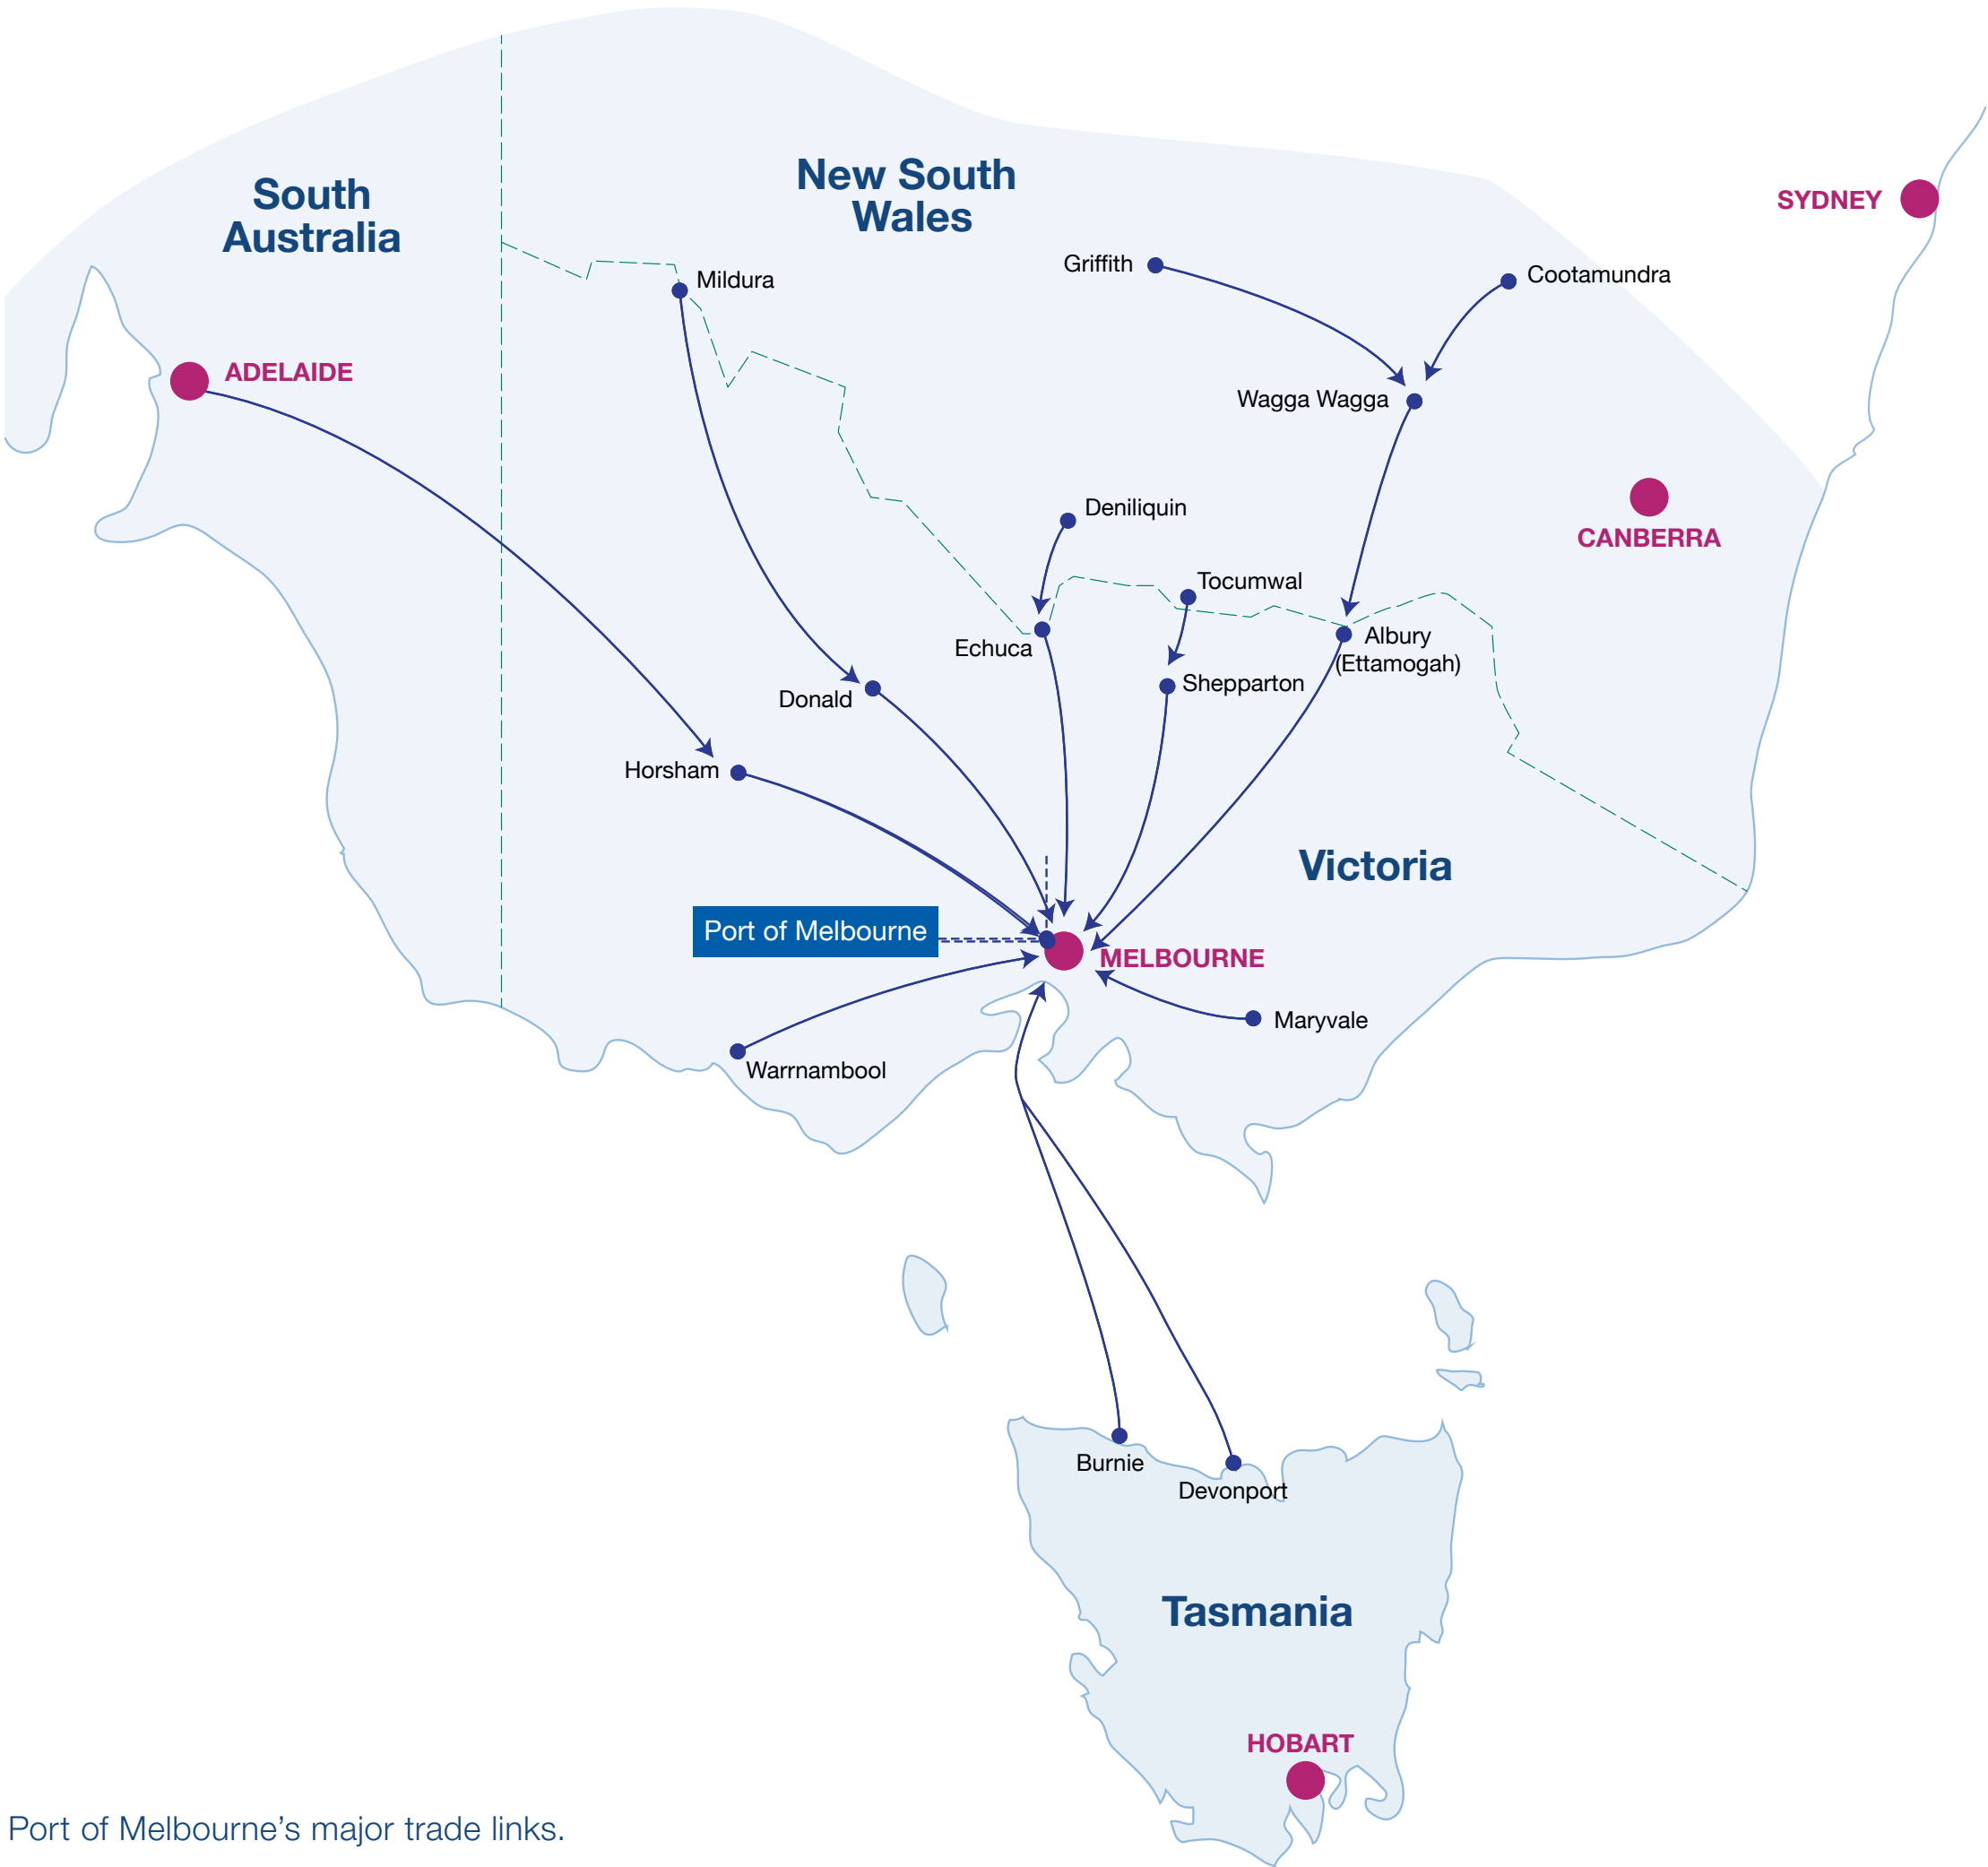 South
Australia
New South
Wales
SYDNEY
Griffith
Cootamundra
Mildura
ADELAIDE
Wagga Wagga
Deniliquin
CANBERRA
Tocumwal
Echuca
Albury
(Ettamogah)
Shepparton
Donald
Horsham
Victoria
Port of Melbourne
MELBOURNE
Maryvale
Warrnambool
Burnie
Devonport
Tasmania
HOBART
Port of Melbourne’s major trade links.